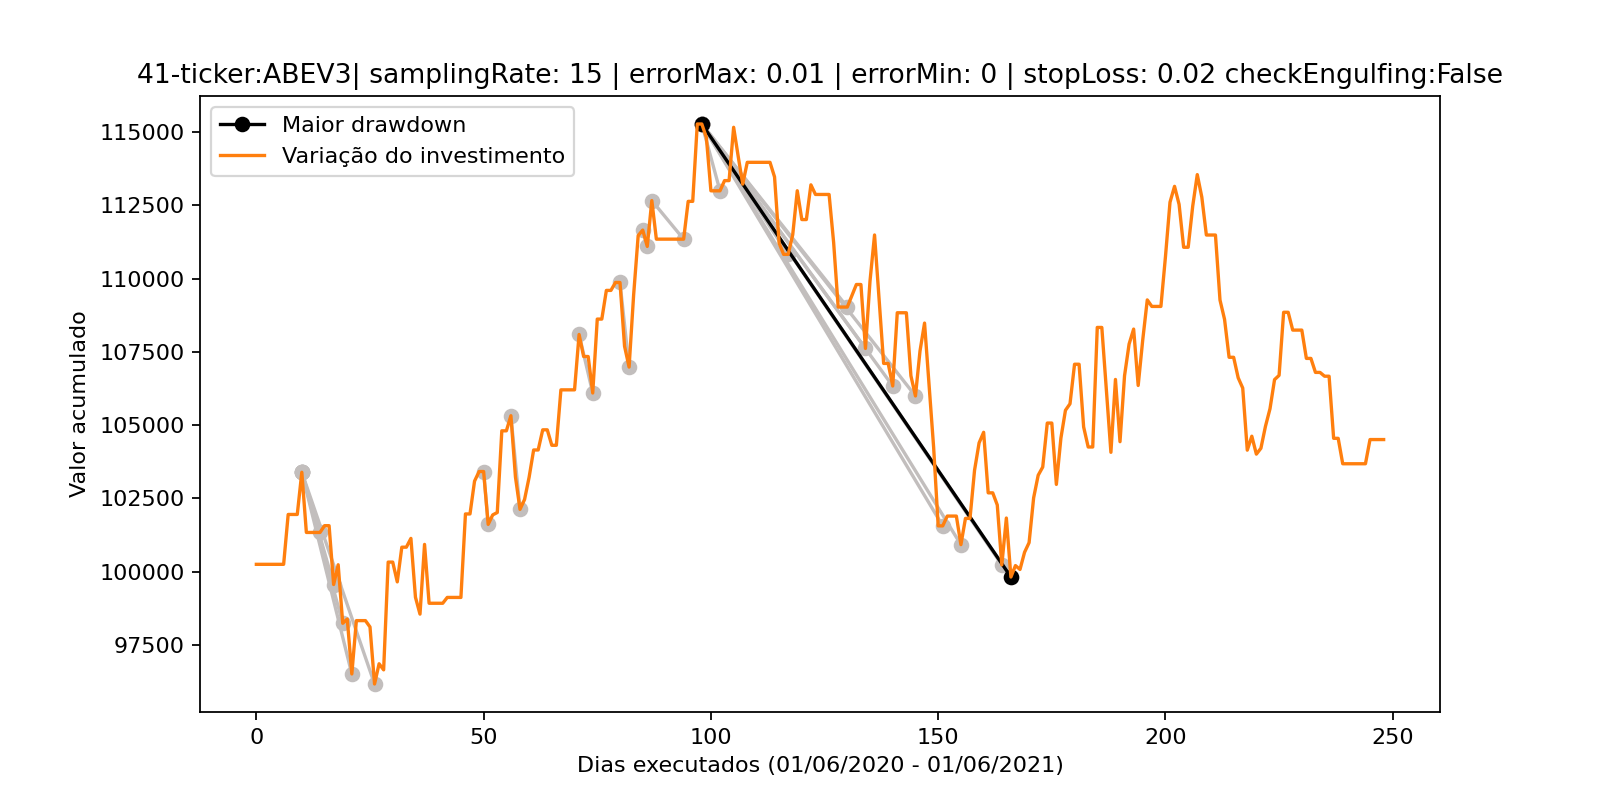 41-ticker:ABEV3| samplingRate: 15 | errorMax: 0.01 | errorMin: 0 | stopLoss: 0.02 checkEngulfing:False
Maior drawdown
Variação do investimento
Valor acumulado
115000
112500
110000
107500
105000
102500
100000
97500
0 50 100 150 200 250
Dias executados (01/06/2020 - 01/06/2021)